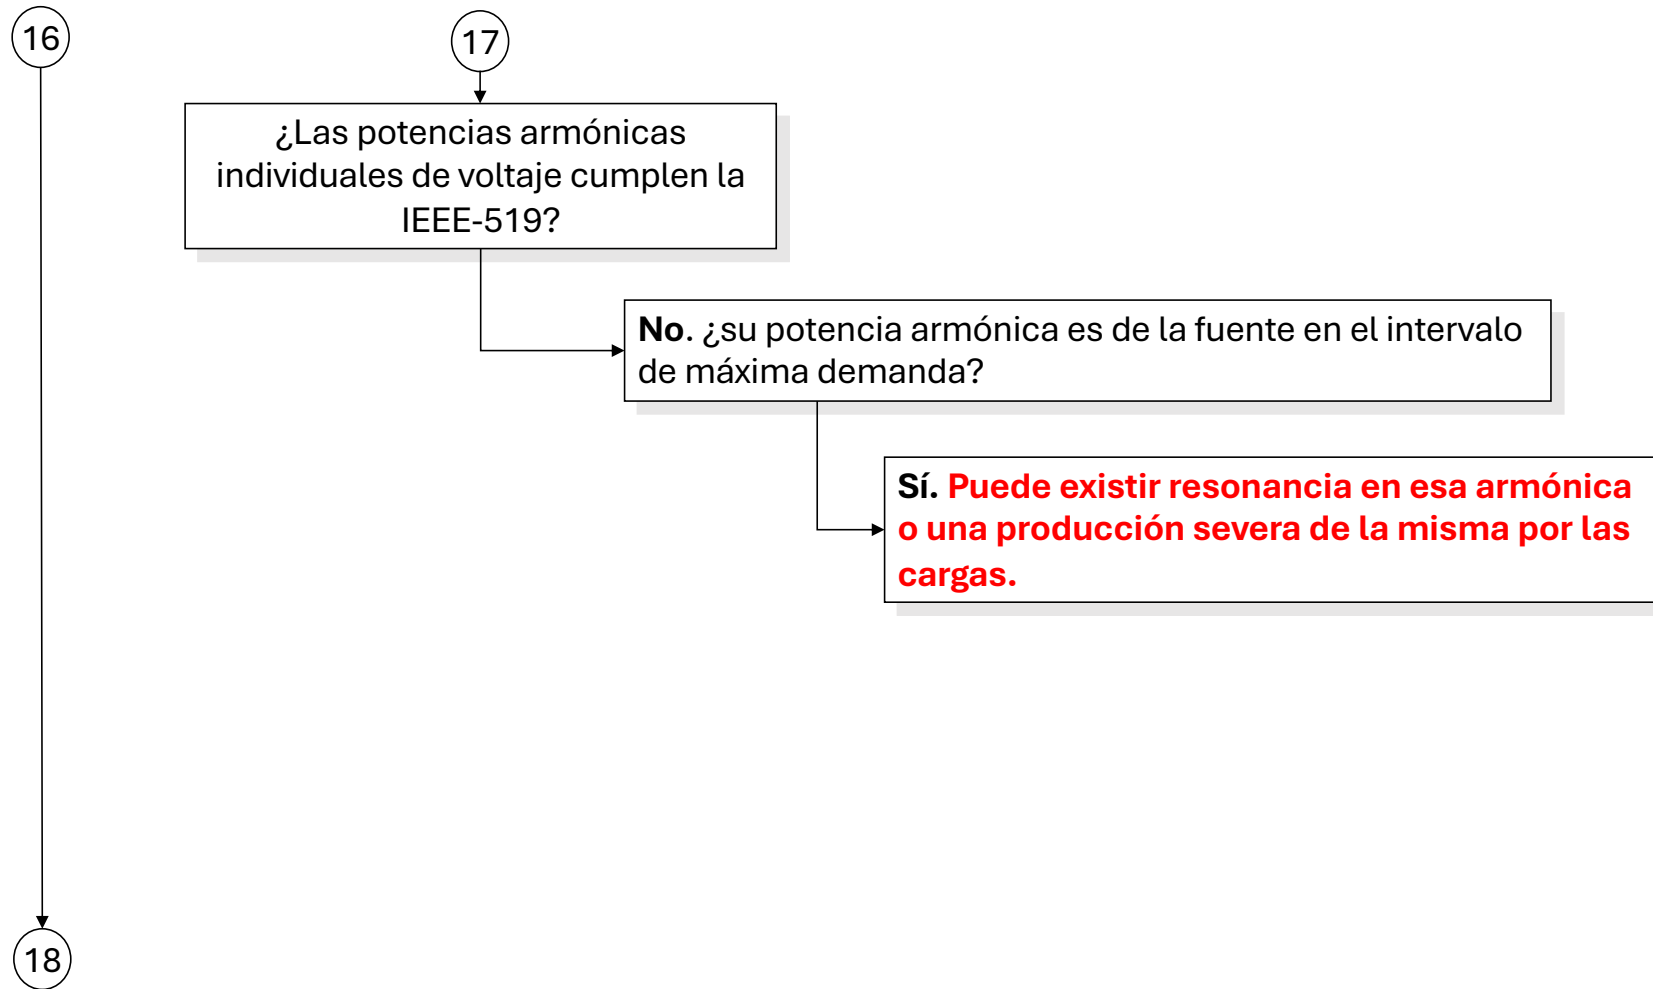 16
17
¿Las potencias armónicas
individuales de voltaje cumplen la
IEEE-519?
No. ¿su potencia armónica es de la fuente en el intervalo
de máxima demanda?
Sí. Puede existir resonancia en esa armónica
o una producción severa de la misma por las
cargas.
18